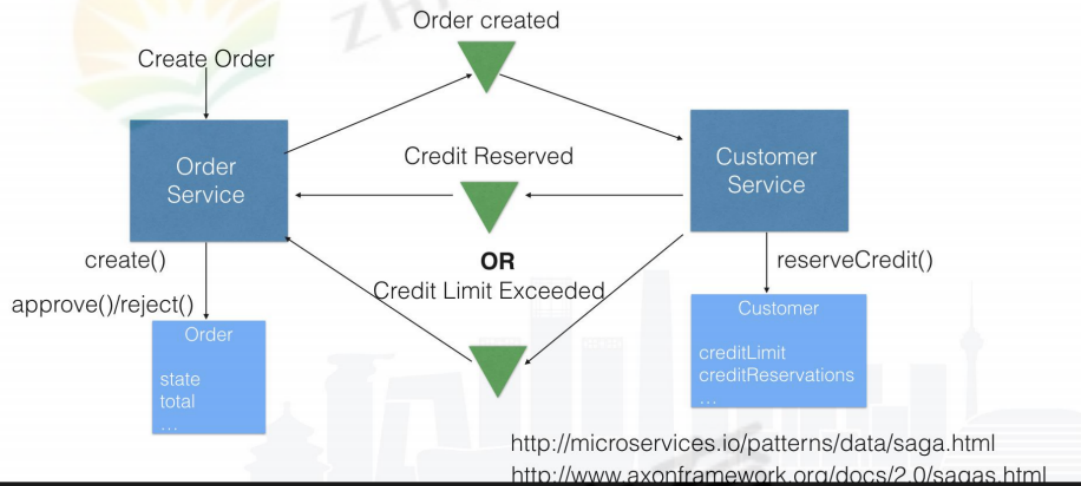 Order created
Create Order
Order
Service
Credit Reserved
Customer
Service
OR
Credit Limit Exceeded
create()
approve()/reject()
reserveCredit()
Order
state
total
...
Customer
creditLimit
creditReservations
...
http://microservices.io/patterns/data/saga.html
http://www.axonframework.org/docs/2.0/sagas.html